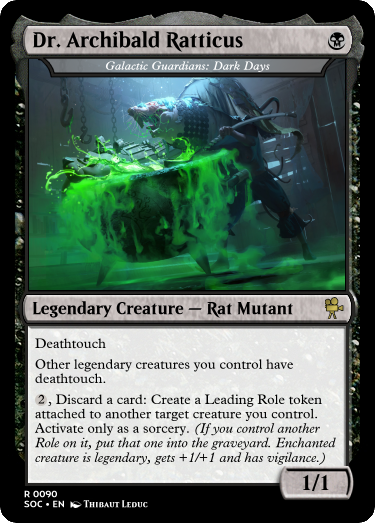 Dr. Archibald Ratticus
Galactic Guardians: Dark Days
Legendary Creature — Rat Mutant
Deathtouch
Other legendary creatures you control have
deathtouch.
2, Discard a card: Create a Leading Role token
attached to another target creature you control.
Activate only as a sorcery. (If you control another
Role on it, put that one into the graveyard. Enchanted
creature is legendary, gets +1/+1 and has vigilance.)
1/1
R 0090
SOC • EN Thibaut Leduc